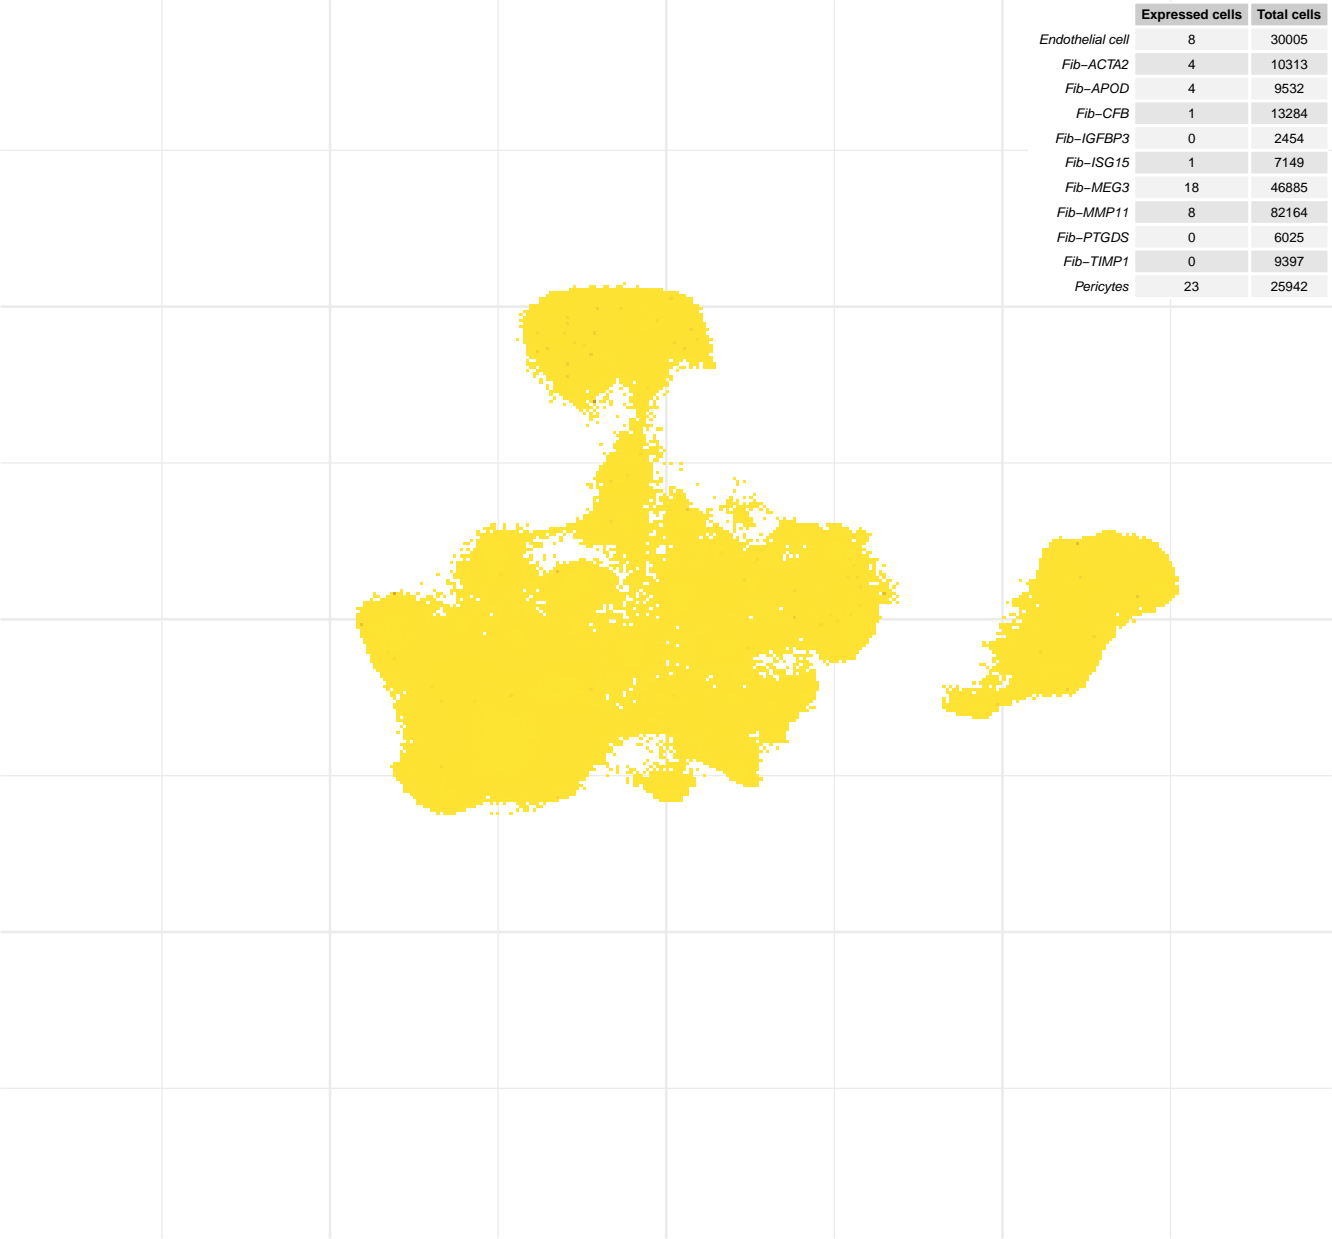 Expressed cells Total cells
Endothelial cell 8 30005
Fib−ACTA2 4 10313
Fib−APOD 4 9532
Fib−CFB 1 13284
Fib−IGFBP3 0 2454
Fib−ISG15 1 7149
Fib−MEG3 18 46885
Fib−MMP11 8 82164
Fib−PTGDS 0 6025
Fib−TIMP1 0 9397
Pericytes 23 25942